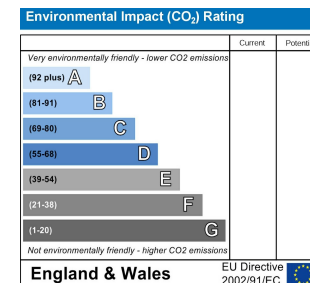 Environmental Impact (CO₂) Rating
Current Potenti
Very environmentally friendly - lower CO2 emissions
(92 plus) A
(81-91) B
(69-80) C
(55-68) D
(39-54) E
(21-38) F
(1-20) G
Not environmentally friendly - higher CO2 emissions
England & Wales
EU Directive
2002/91/EC